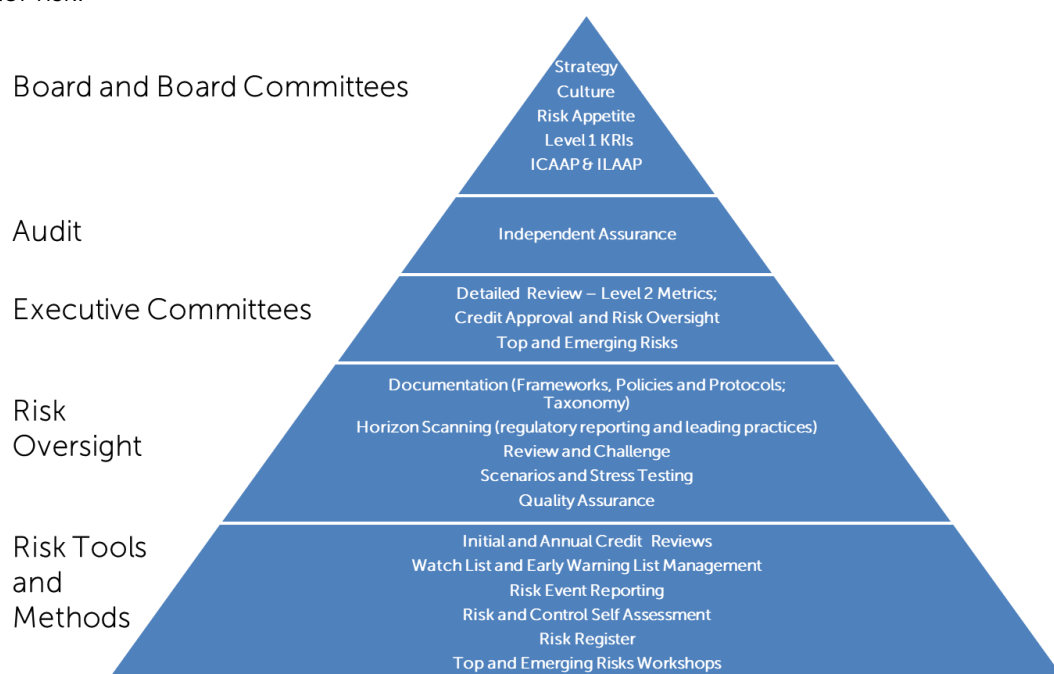 Board and Board Committees
Strategy
Culture
Risk Appetite
Level 1 KRIs
ICAAP & ILAAP
Audit
Independent Assurance
Executive Committees
Detailed Review – Level 2 Metrics;
Credit Approval and Risk Oversight
Top and Emerging Risks
Risk
Oversight
Documentation (Frameworks, Policies and Protocols;
Taxonomy)
Horizon Scanning (regulatory reporting and leading practices)
Review and Challenge
Scenarios and Stress Testing
Quality Assurance
Risk Tools
and
Methods
Initial and Annual Credit Reviews
Watch List and Early Warning List Management
Risk Event Reporting
Risk and Control Self Assessment
Risk Register
Top and Emerging Risks Workshops